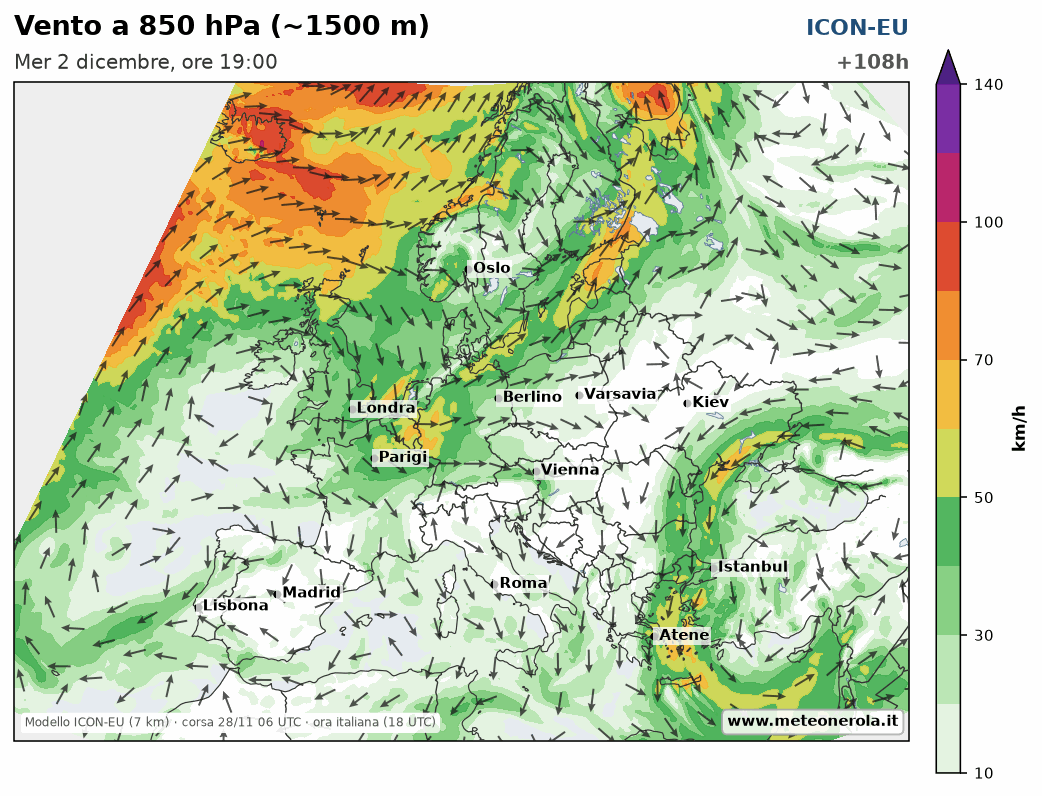 Vento a 850 hPa (~1500 m)
ICON-EU
Mer 2 dicembre, ore 19:00
+108h
140
100
70
50
30
10
km/h
Oslo
Berlino
Varsavia
Kiev
Londra
Parigi
Vienna
Istanbul
Roma
Madrid
Lisbona
Atene
Modello ICON-EU (7 km) · corsa 28/11 06 UTC · ora italiana (18 UTC)
www.meteonerola.it